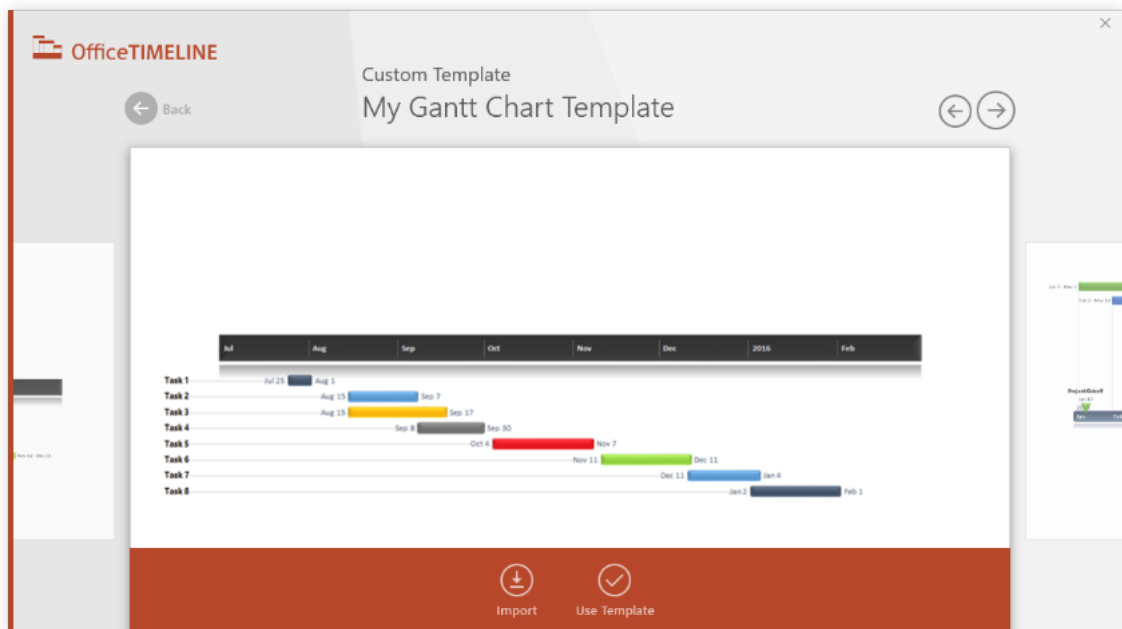 OfficeTIMELINE
Custom Template
Back
My Gantt Chart Template
Jul Aug Sep Oct Nov Dec 2016 Feb
Task 1 Jul 25 Aug 1
Task 2 Aug 15 Sep 7
Task 3 Aug 15 Sep 17
Task 4 Sep 8 Sep 30
Task 5 Oct 4 Nov 7
Task 6 Nov 11 Dec 11
Task 7 Dec 11 Jan 4
Task 8 Jan 2 Feb 1
Jan
Import
Use Template